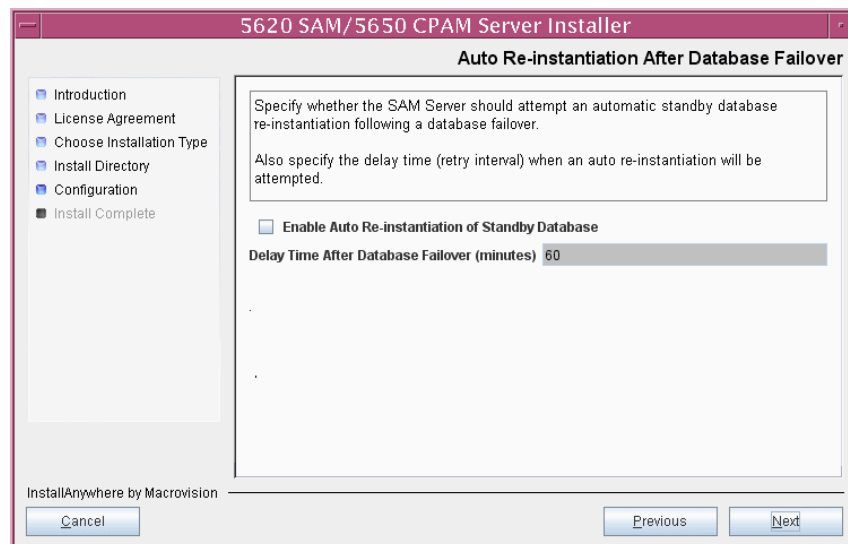 5620 SAM/5650 CPAM Server Installer
Auto Re-instantiation After Database Failover
Introduction
License Agreement
Choose Installation Type
Install Directory
Configuration
Install Complete
Specify whether the SAM Server should attempt an automatic standby database
re-instantiation following a database failover.
Also specify the delay time (retry interval) when an auto re-instantiation will be
attempted.
Enable Auto Re-instantiation of Standby Database
Delay Time After Database Failover (minutes) 60
InstallAnywhere by Macrovision
Cancel
Previous
Next